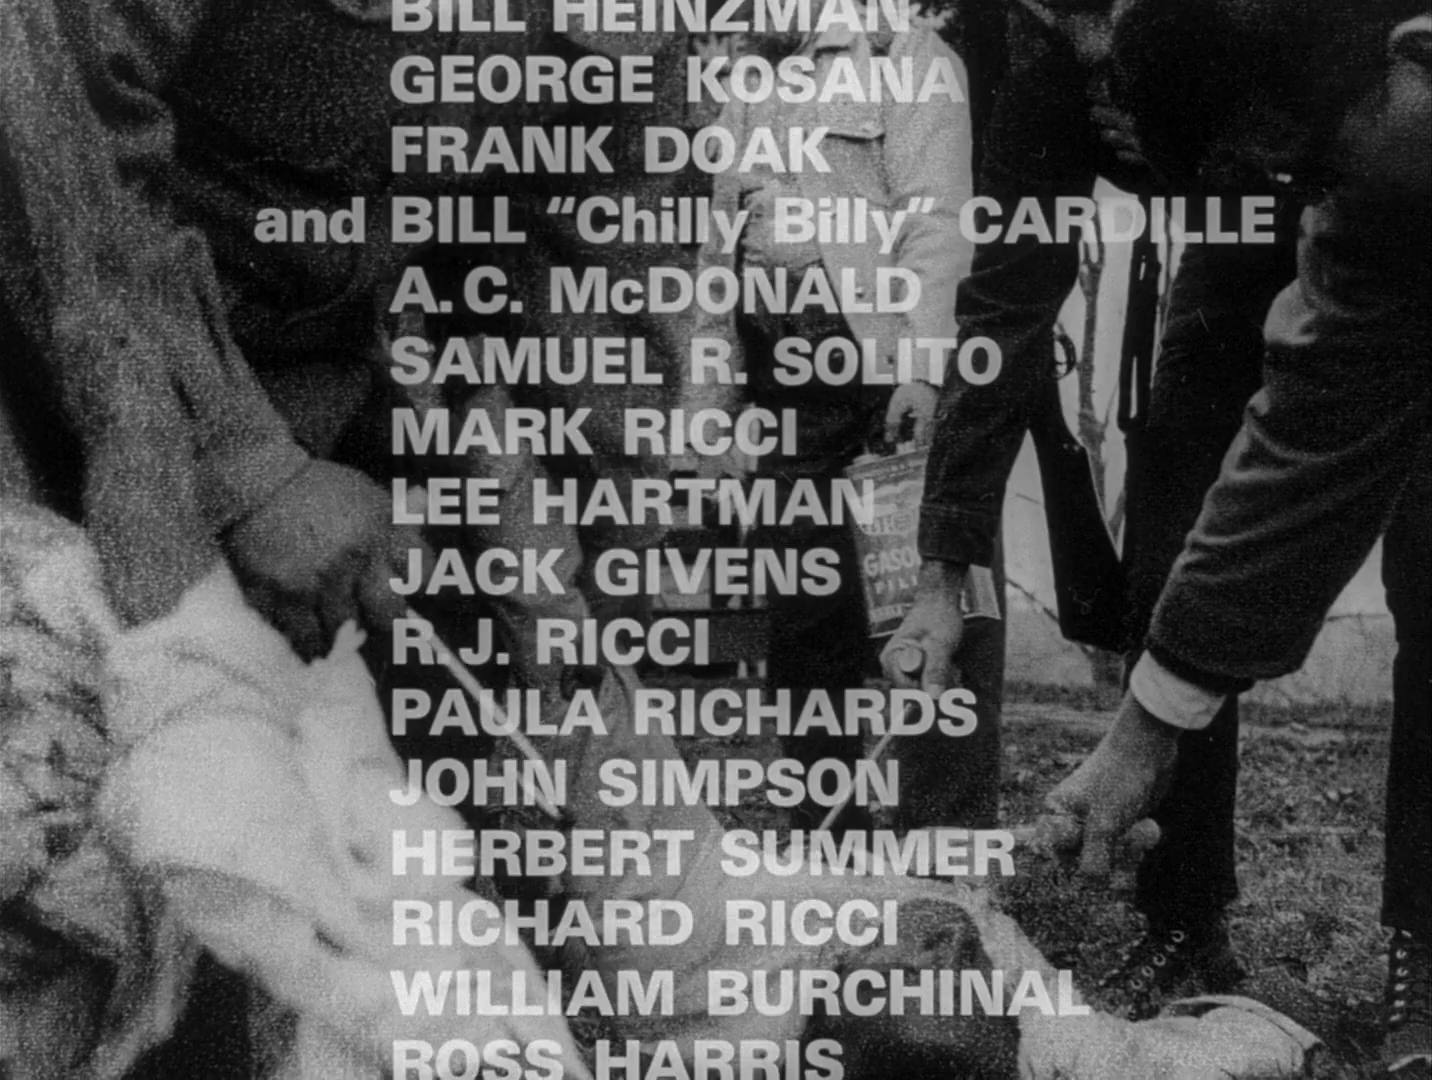 BILL HEINZMAN
GEORGE KOSANA
FRANK DOAK
and BILL “Chilly Billy” CARDILLE
A. C. McDONALD
SAMUEL R. SOLITO
MARK RICCI
LEE HARTMAN
JACK GIVENS
R. J. RICCI
PAULA RICHARDS
JOHN SIMPSON
HERBERT SUMMER
RICHARD RICCI
WILLIAM BURCHINAL
ROSS HARRIS